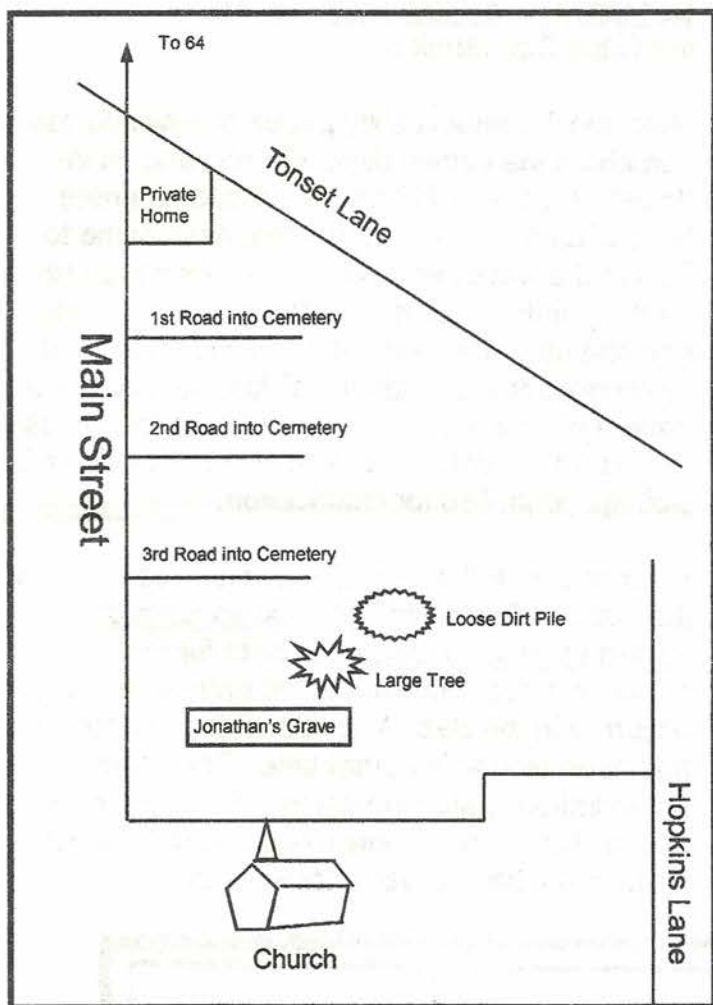 To 64
Tonset Lane
Private
Home
1st Road into Cemetery
Main Street
2nd Road into Cemetery
3rd Road into Cemetery
Loose Dirt Pile
Large Tree
Jonathan's Grave
Hopkins Lane
Church